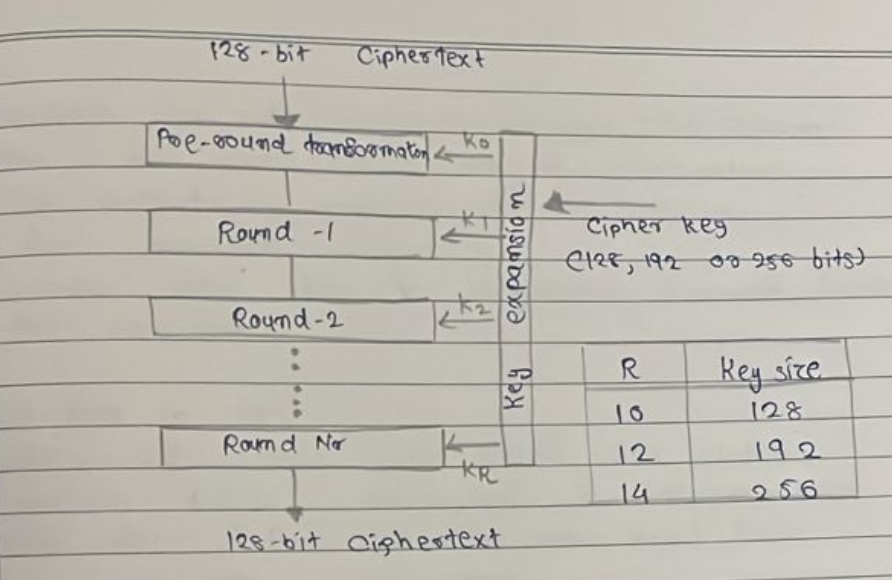 128-bit Ciphertext
Pre-round transformation
K0
Key expansion
Round -1
K1
Cipher key
(128, 192 or 256 bits)
Round-2
K2
R Key size
10 128
12 192
14 256
Round Nr
KR
128-bit Ciphertext